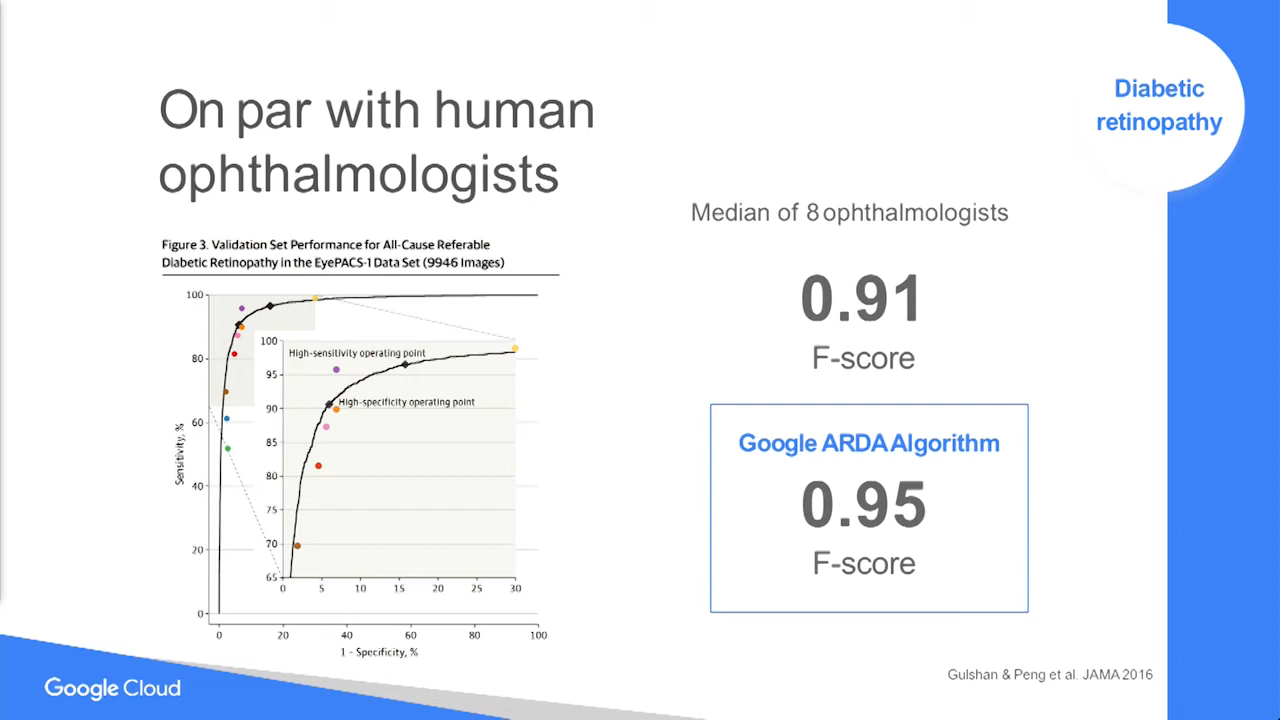 On par with human
ophthalmologists
Diabetic
retinopathy
Figure 3. Validation Set Performance for All-Cause Referable
Diabetic Retinopathy in the EyePACS-1 Data Set (9946 Images)
100
80
60
40
20
0
Sensitivity, %
0 20 40 60 80 100
1 - Specificity, %
100
95
90
85
80
75
70
65
0 5 10 15 20 25 30
High-sensitivity operating point
High-specificity operating point
Median of 8 ophthalmologists
0.91
F-score
Google ARDA Algorithm
0.95
F-score
Gulshan & Peng et al. JAMA 2016
Google Cloud